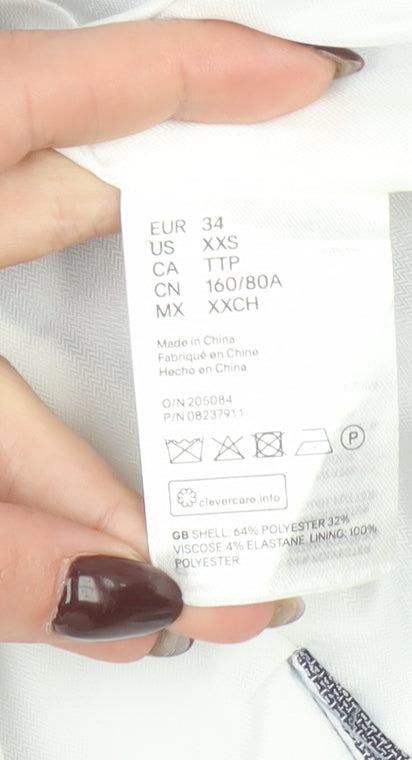 EUR 34
US XXS
CA TTP
CN 160/80A
MX XXCH
Made in China
Fabriqué en Chine
Hecho en China
O/N 205084
P/N 08237911
P
clevercare.info
GB SHELL: 64% POLYESTER 32%
VISCOSE 4% ELASTANE. LINING: 100%
POLYESTER